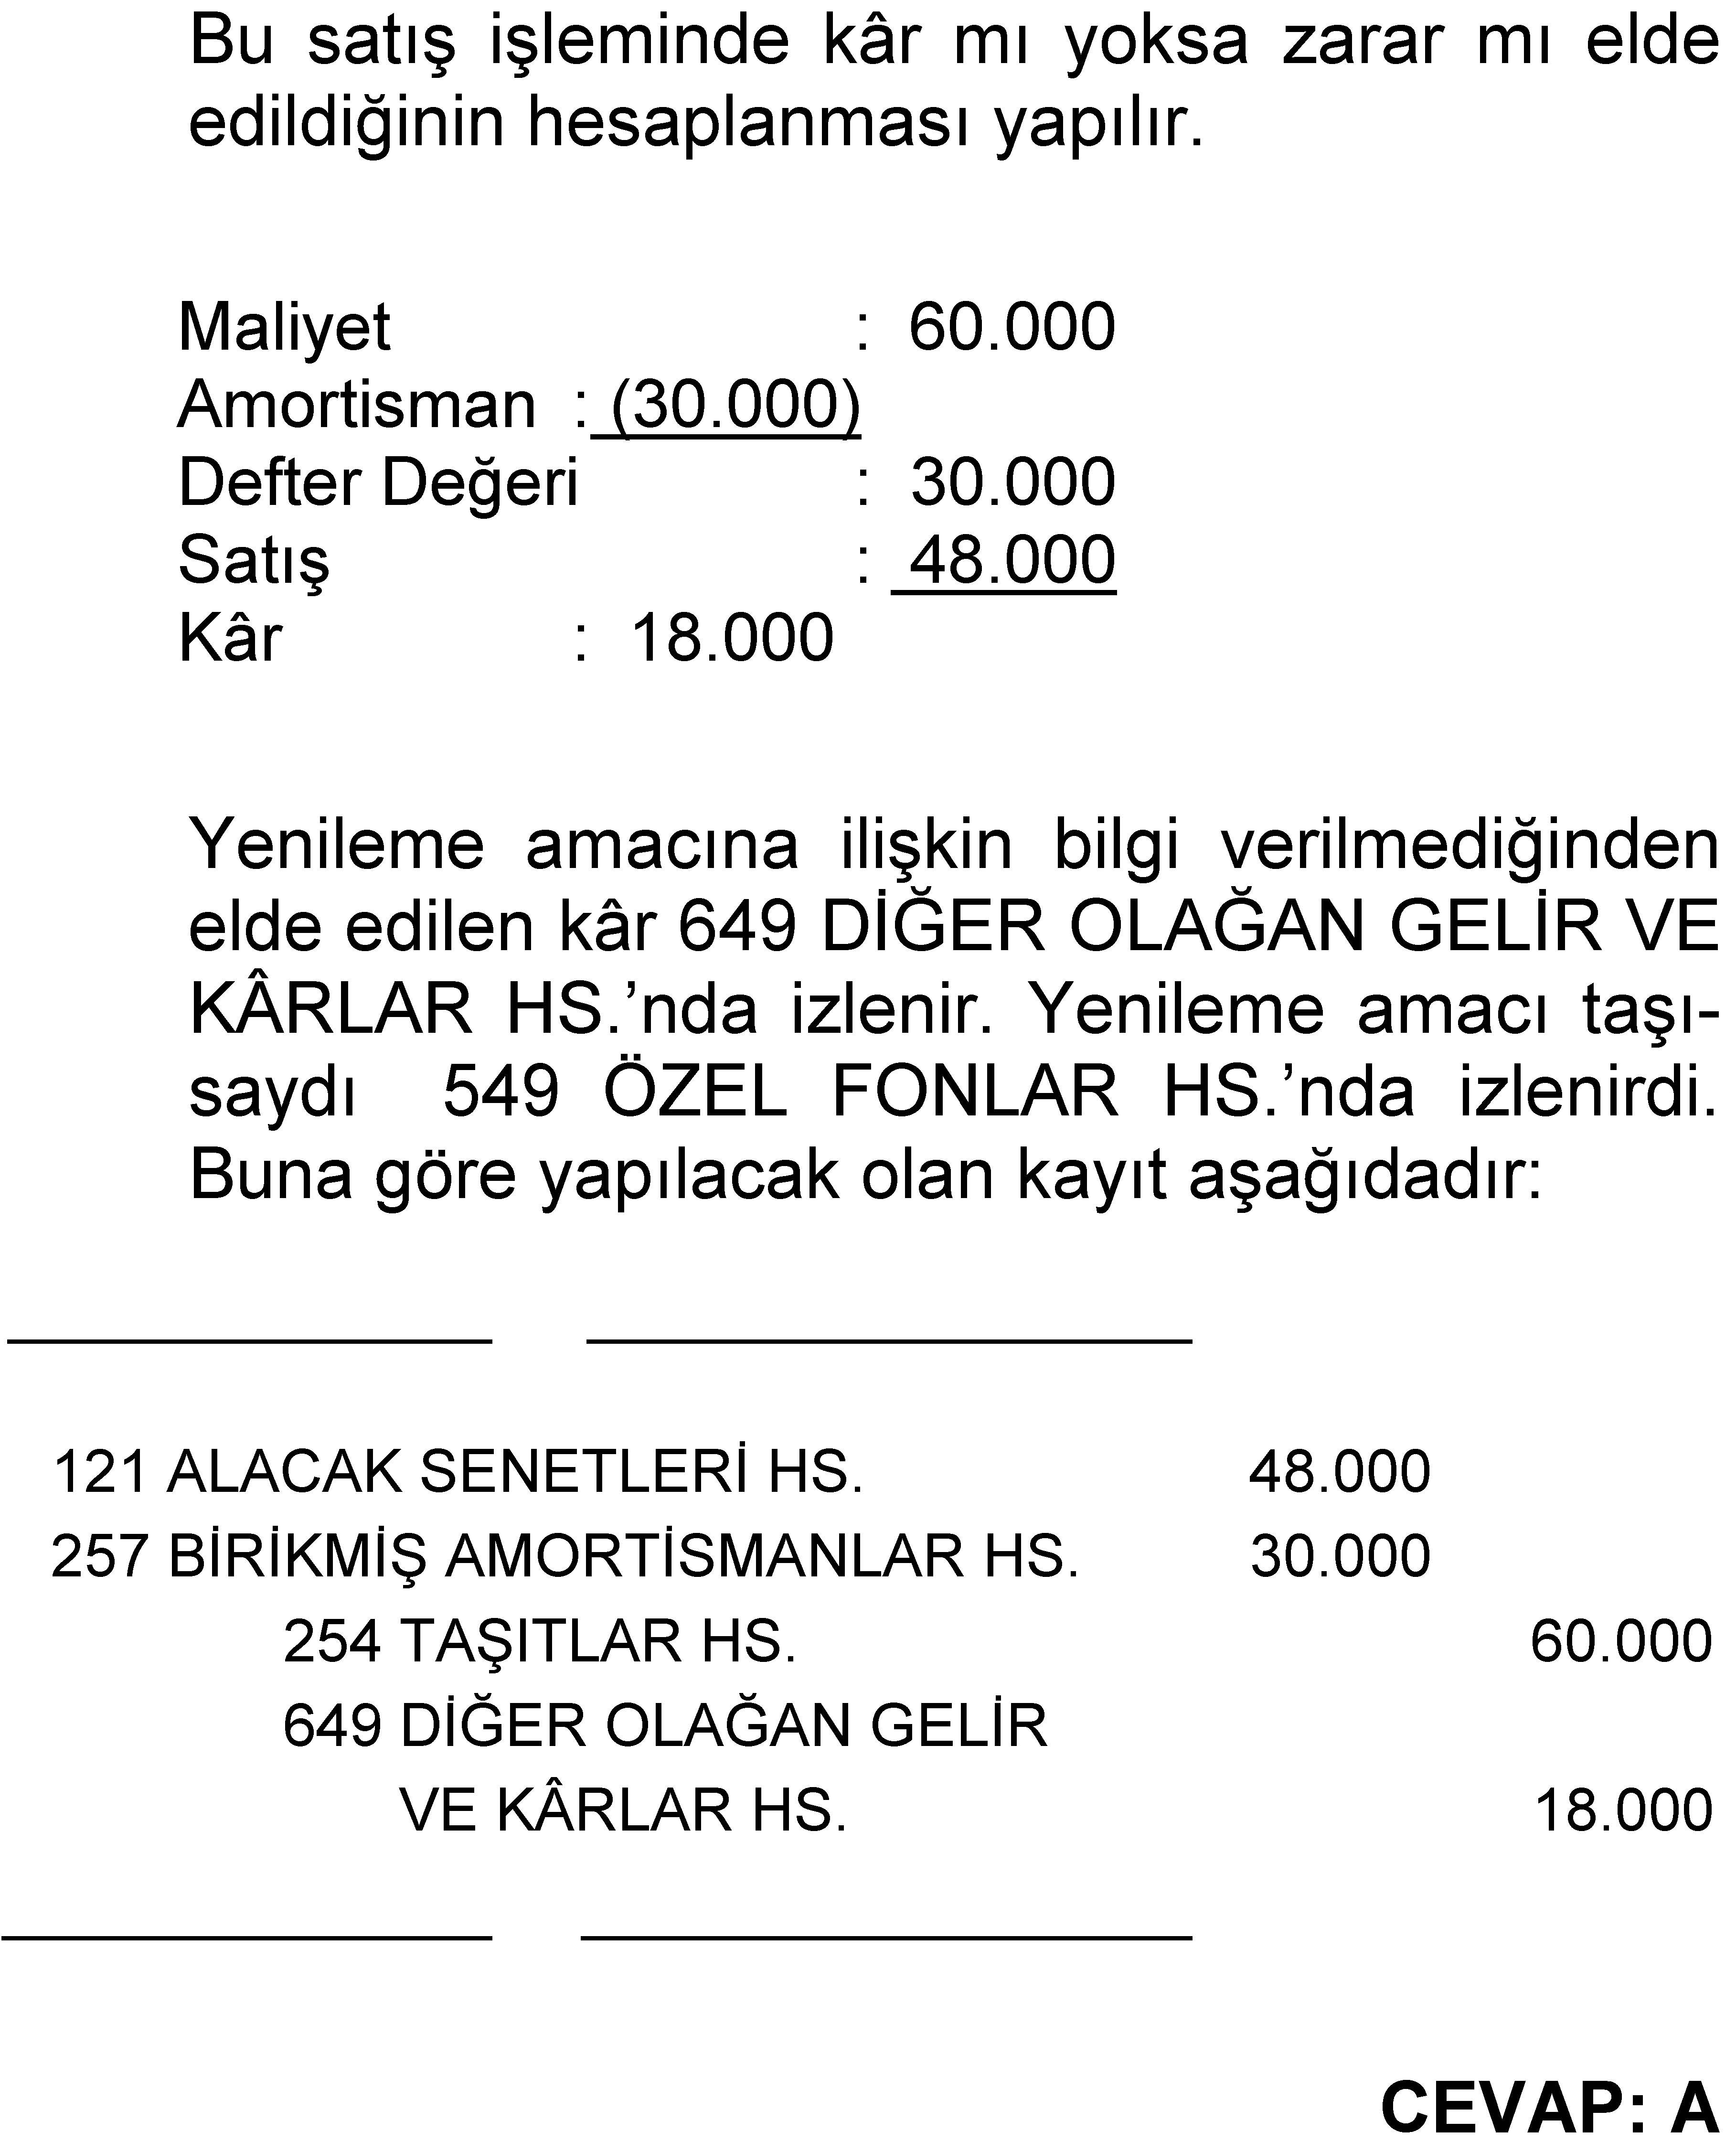 Bu satış işleminde kâr mı yoksa zarar mı elde
edildiğinin hesaplanması yapılır.
Maliyet : 60.000
Amortisman : (30.000)
Defter Değeri : 30.000
Satış : 48.000
Kâr : 18.000
Yenileme amacına ilişkin bilgi verilmediğinden
elde edilen kâr 649 DİĞER OLAĞAN GELİR VE
KÂRLAR HS.’nda izlenir. Yenileme amacı taşı-
saydı 549 ÖZEL FONLAR HS.’nda izlenirdi.
Buna göre yapılacak olan kayıt aşağıdadır:
121 ALACAK SENETLERİ HS. 48.000
257 BİRİKMİŞ AMORTİSMANLAR HS. 30.000
254 TAŞITLAR HS. 60.000
649 DİĞER OLAĞAN GELİR
VE KÂRLAR HS. 18.000
CEVAP: A